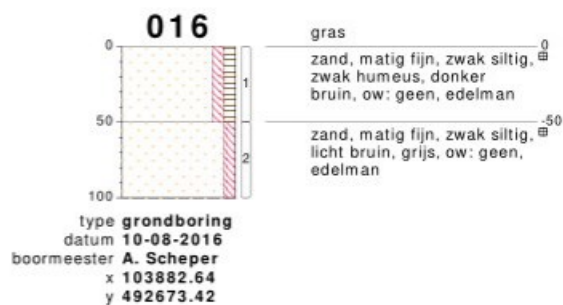 016
gras
0
0
zand, matig fijn, zwak siltig,
zwak humeus, donker
bruin, ow: geen, edelman
1
50
-50
zand, matig fijn, zwak siltig,
licht bruin, grijs, ow: geen,
edelman
2
100
type grondboring
datum 10-08-2016
boormeester A. Scheper
x 103882.64
y 492673.42